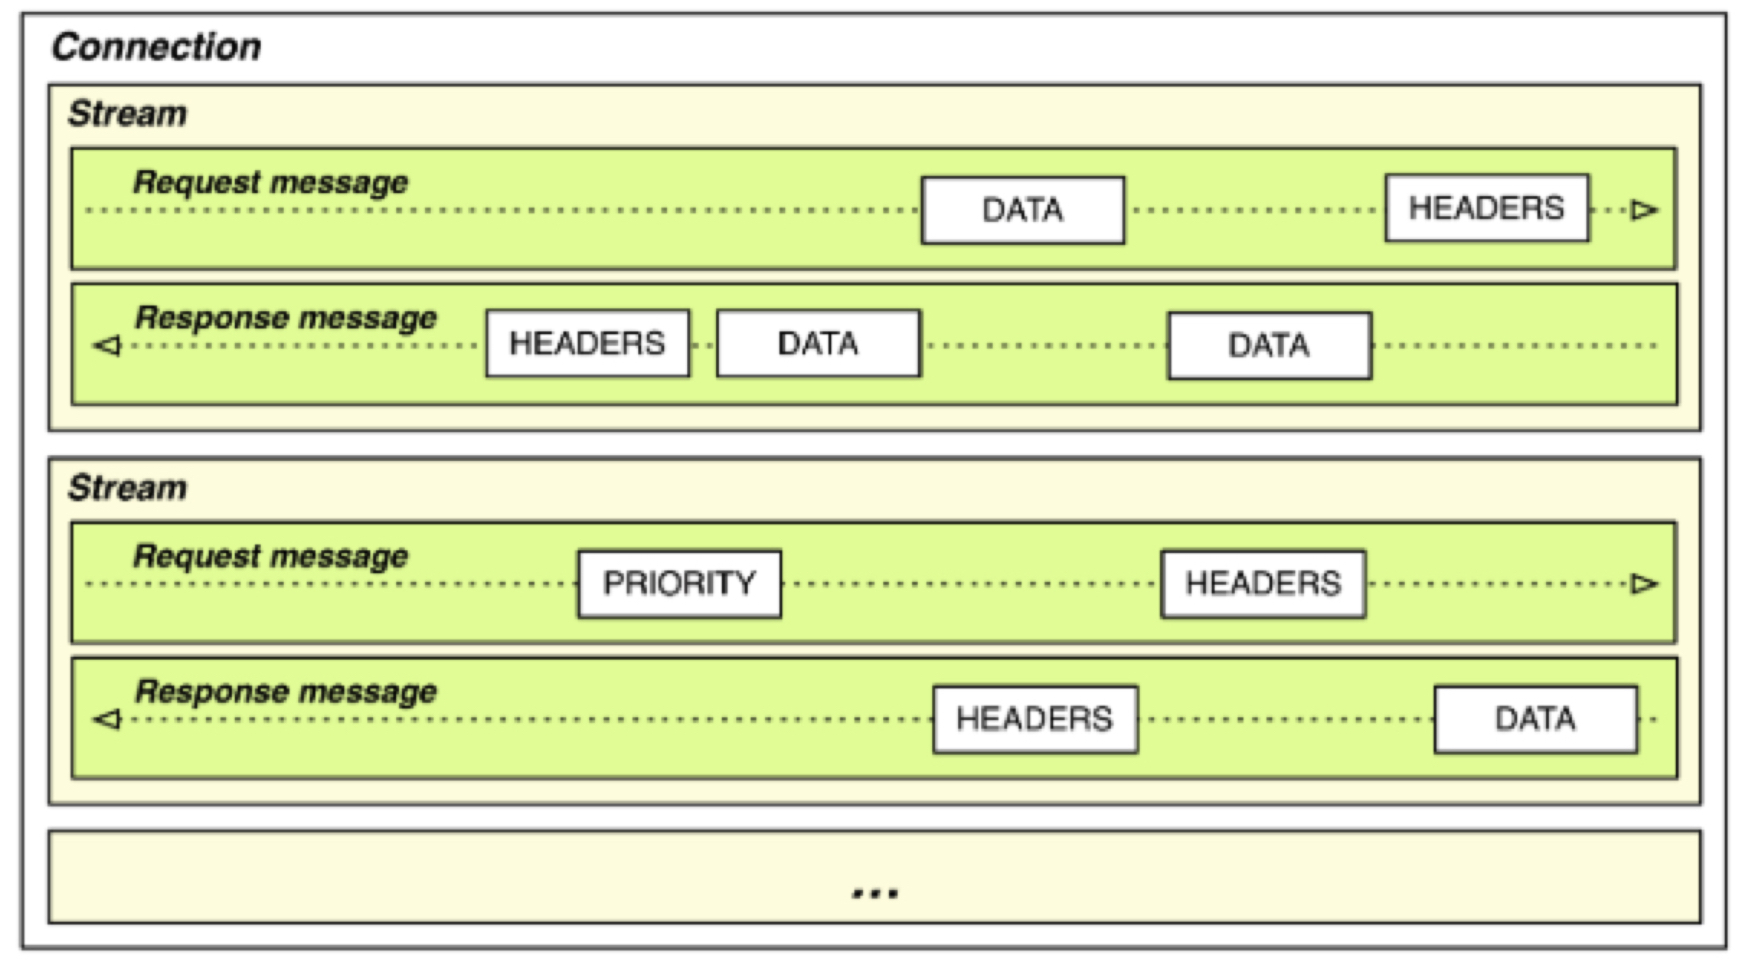 Connection
Stream
Request message
DATA
HEADERS
Response message
HEADERS
DATA
DATA
Stream
Request message
PRIORITY
HEADERS
Response message
HEADERS
DATA
...